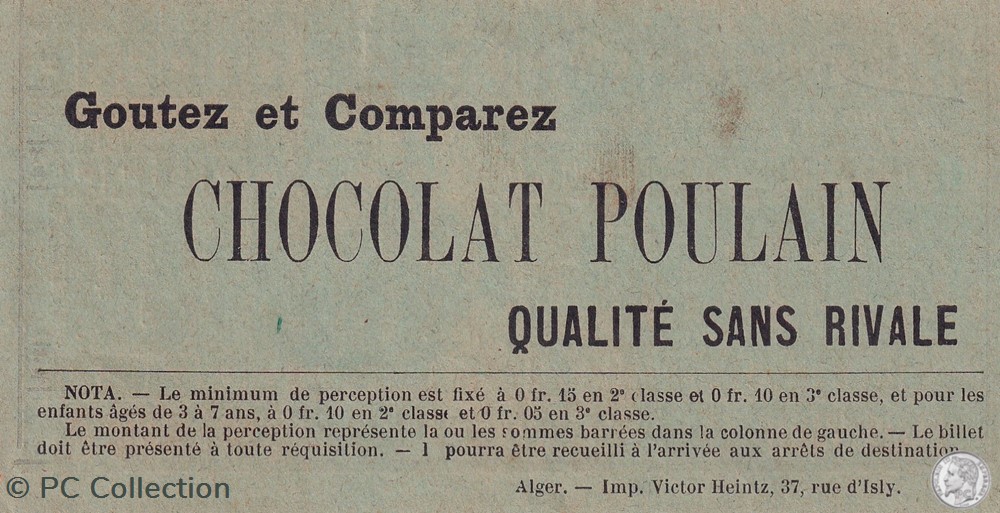 Goutez et Comparez
CHOCOLAT POULAIN
QUALITÉ SANS RIVALE
NOTA. — Le minimum de perception est fixé à 0 fr. 15 en 2e classe et 0 fr. 10 en 3e classe, et pour les
enfants âgés de 3 à 7 ans, à 0 fr. 10 en 2e classe et 0 fr. 05 en 3e classe.
Le montant de la perception représente la ou les sommes barrées dans la colonne de gauche. — Le billet
doit être présenté à toute réquisition. — I pourra être recueilli à l'arrivée aux arrêts de destination
Alger. — Imp. Victor Heintz, 37, rue d'Isly.
© PC Collection